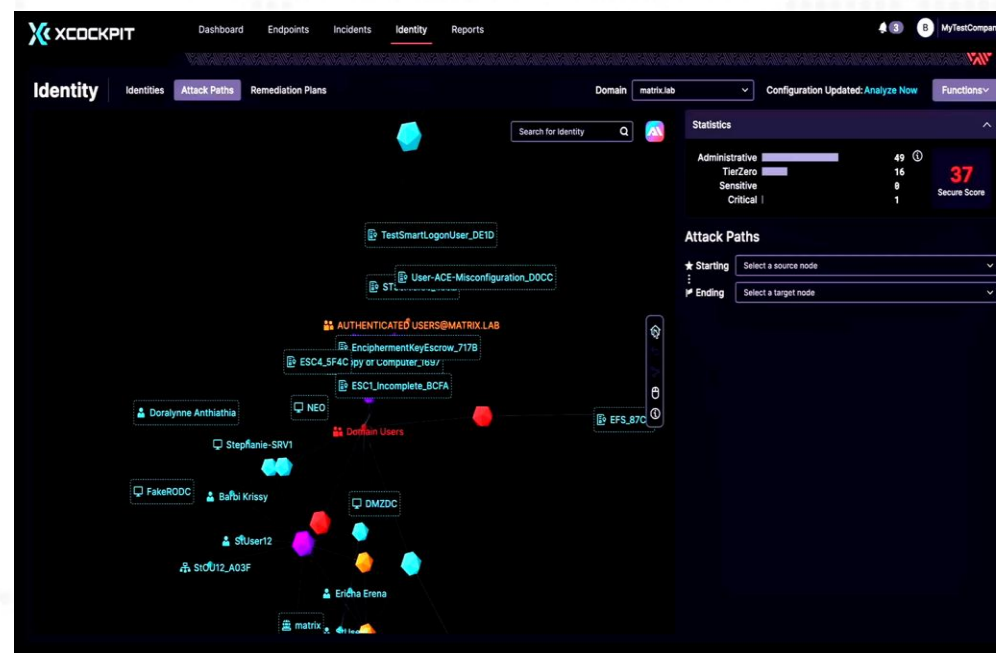 XCOCKPIT
Dashboard Endpoints Incidents Identity Reports
3 B MyTestCompan
Identity Identities Attack Paths Remediation Plans
Domain matrix.lab Configuration Updated: Analyze Now Functions
Search for Identity
Statistics
Administrative 49
TierZero 16
Sensitive 0
Critical 1
37
Secure Score
Attack Paths
Starting Select a source node
Ending Select a target node
TestSmartLogonUser_DE1D
User-ACE-Misconfiguration_D0CC
AUTHENTICATED USERS@MATRIX.LAB
EnciphermentKeyEscrow_717B
ESC4_5F4C py of Computer_1697
ESC1_Incomplete_BCFA
Doralynne Anthiathia
NEO
EFS_87C
Domain Users
Stephanie-SRV1
FakeRODC
Barbi Krissy
DMZDC
StUser12
StOU12_A03F
Ericha Erena
matrix